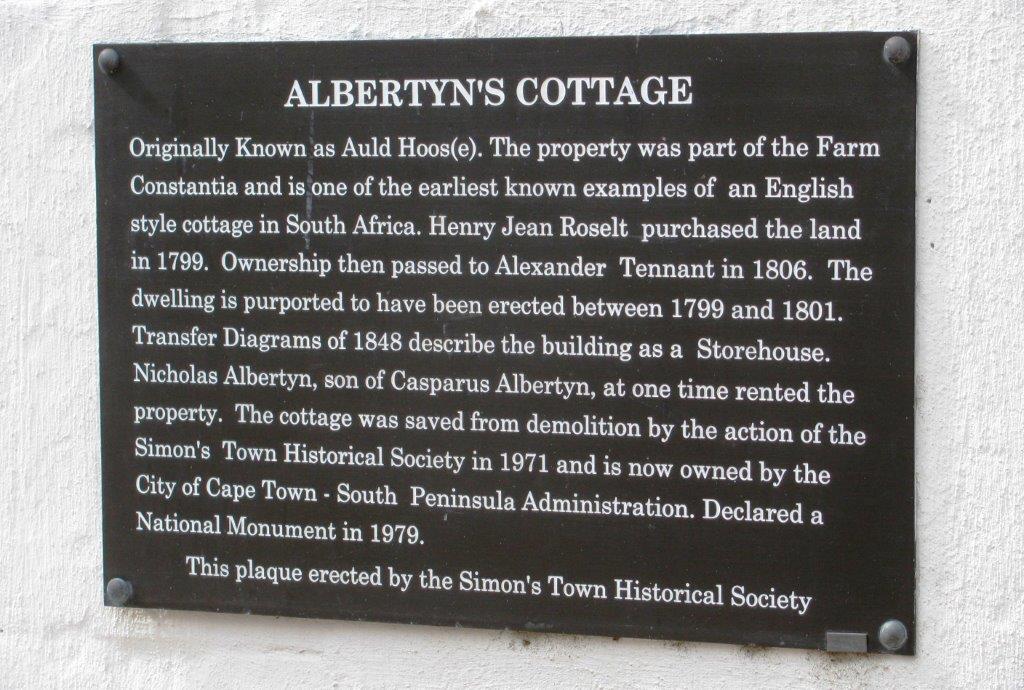 ALBERTYN'S COTTAGE
Originally Known as Auld Hoos(e). The property was part of the Farm
Constantia and is one of the earliest known examples of an English
style cottage in South Africa. Henry Jean Roselt purchased the land
in 1799. Ownership then passed to Alexander Tennant in 1806. The
dwelling is purported to have been erected between 1799 and 1801.
Transfer Diagrams of 1848 describe the building as a Storehouse.
Nicholas Albertyn, son of Casparus Albertyn, at one time rented the
property. The cottage was saved from demolition by the action of the
Simon's Town Historical Society in 1971 and is now owned by the
City of Cape Town - South Peninsula Administration. Declared a
National Monument in 1979.
This plaque erected by the Simon's Town Historical Society